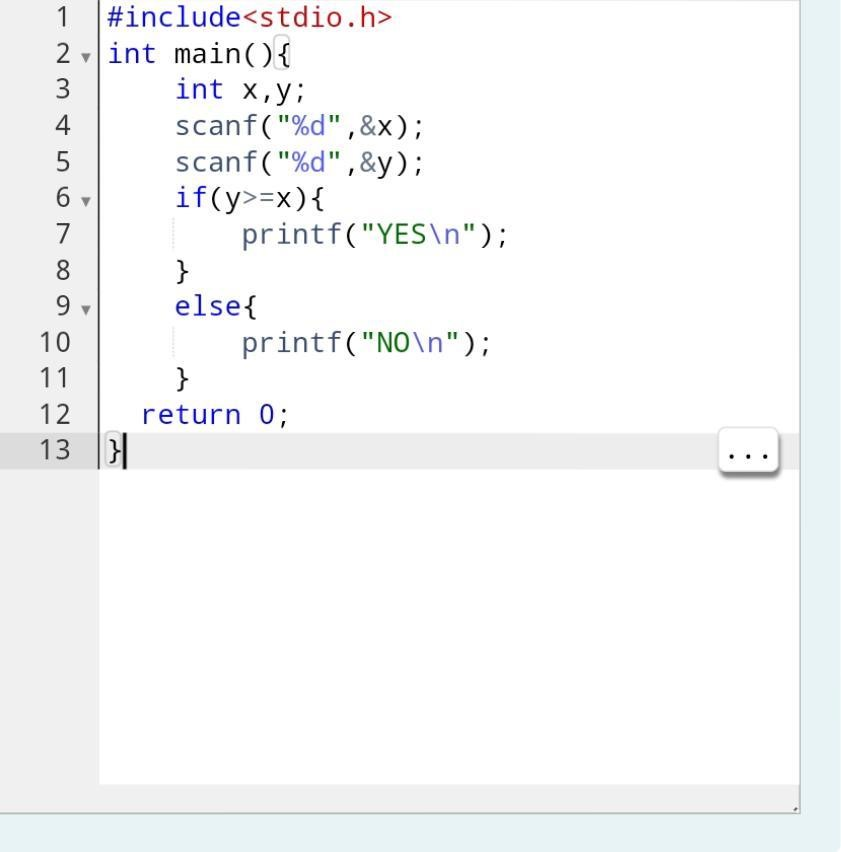 1 #include<stdio.h>
2 int main(){
3     int x,y;
4     scanf("%d",&x);
5     scanf("%d",&y);
6     if(y>=x){
7         printf("YES\n");
8     }
9     else{
10         printf("NO\n");
11     }
12   return 0;
13 }
...